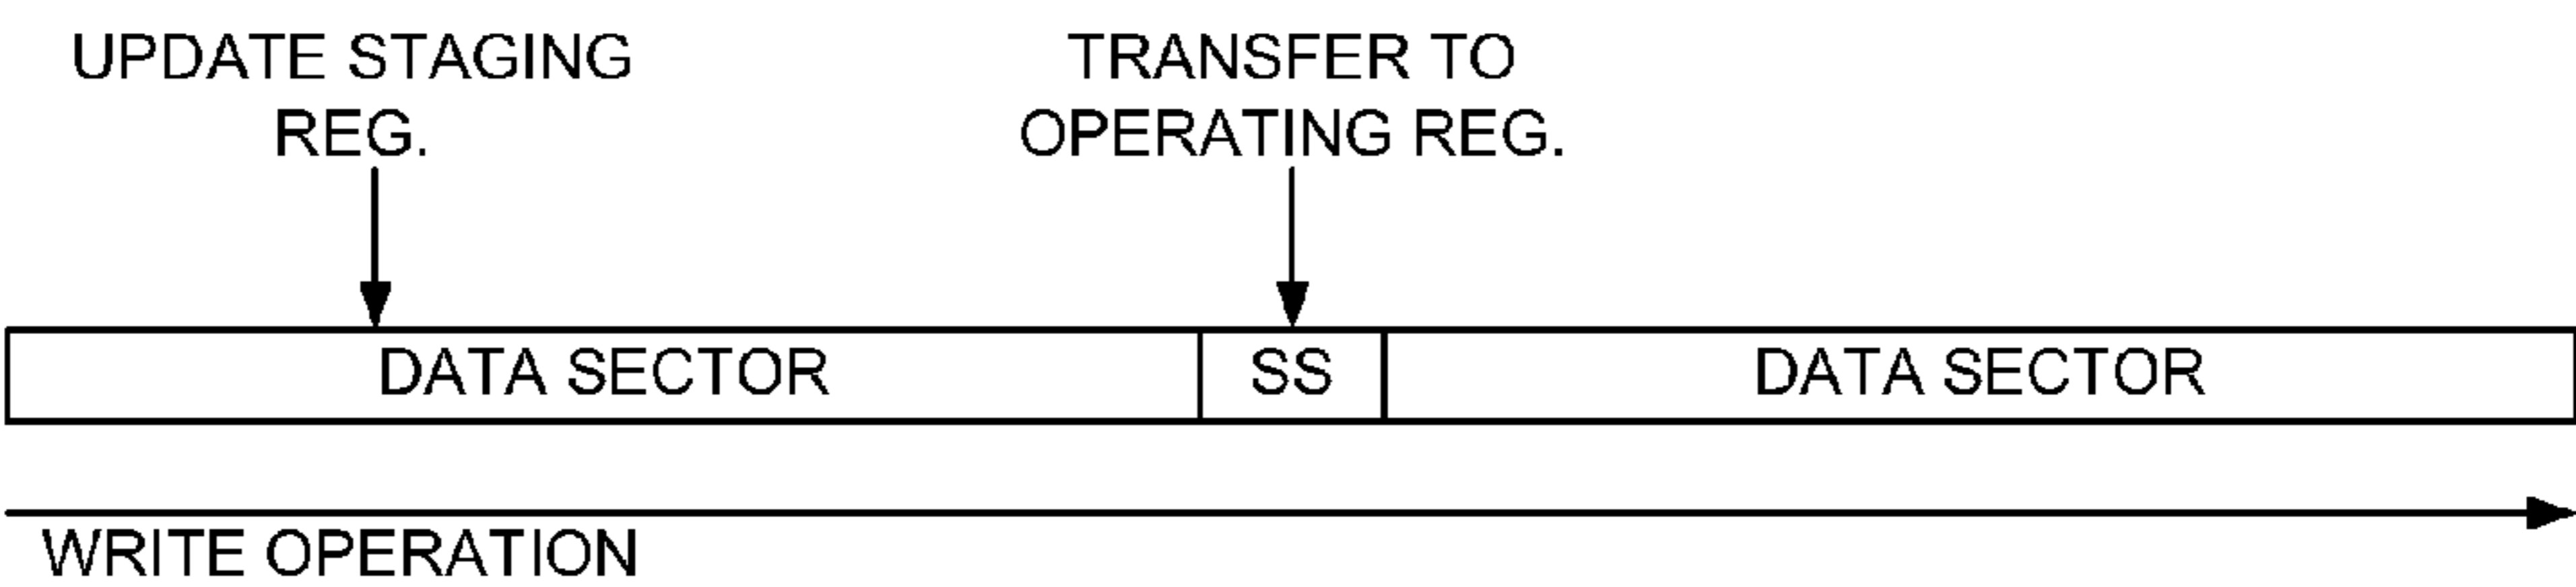 UPDATE STAGING
REG.
TRANSFER TO
OPERATING REG.
DATA SECTOR
SS
DATA SECTOR
WRITE OPERATION